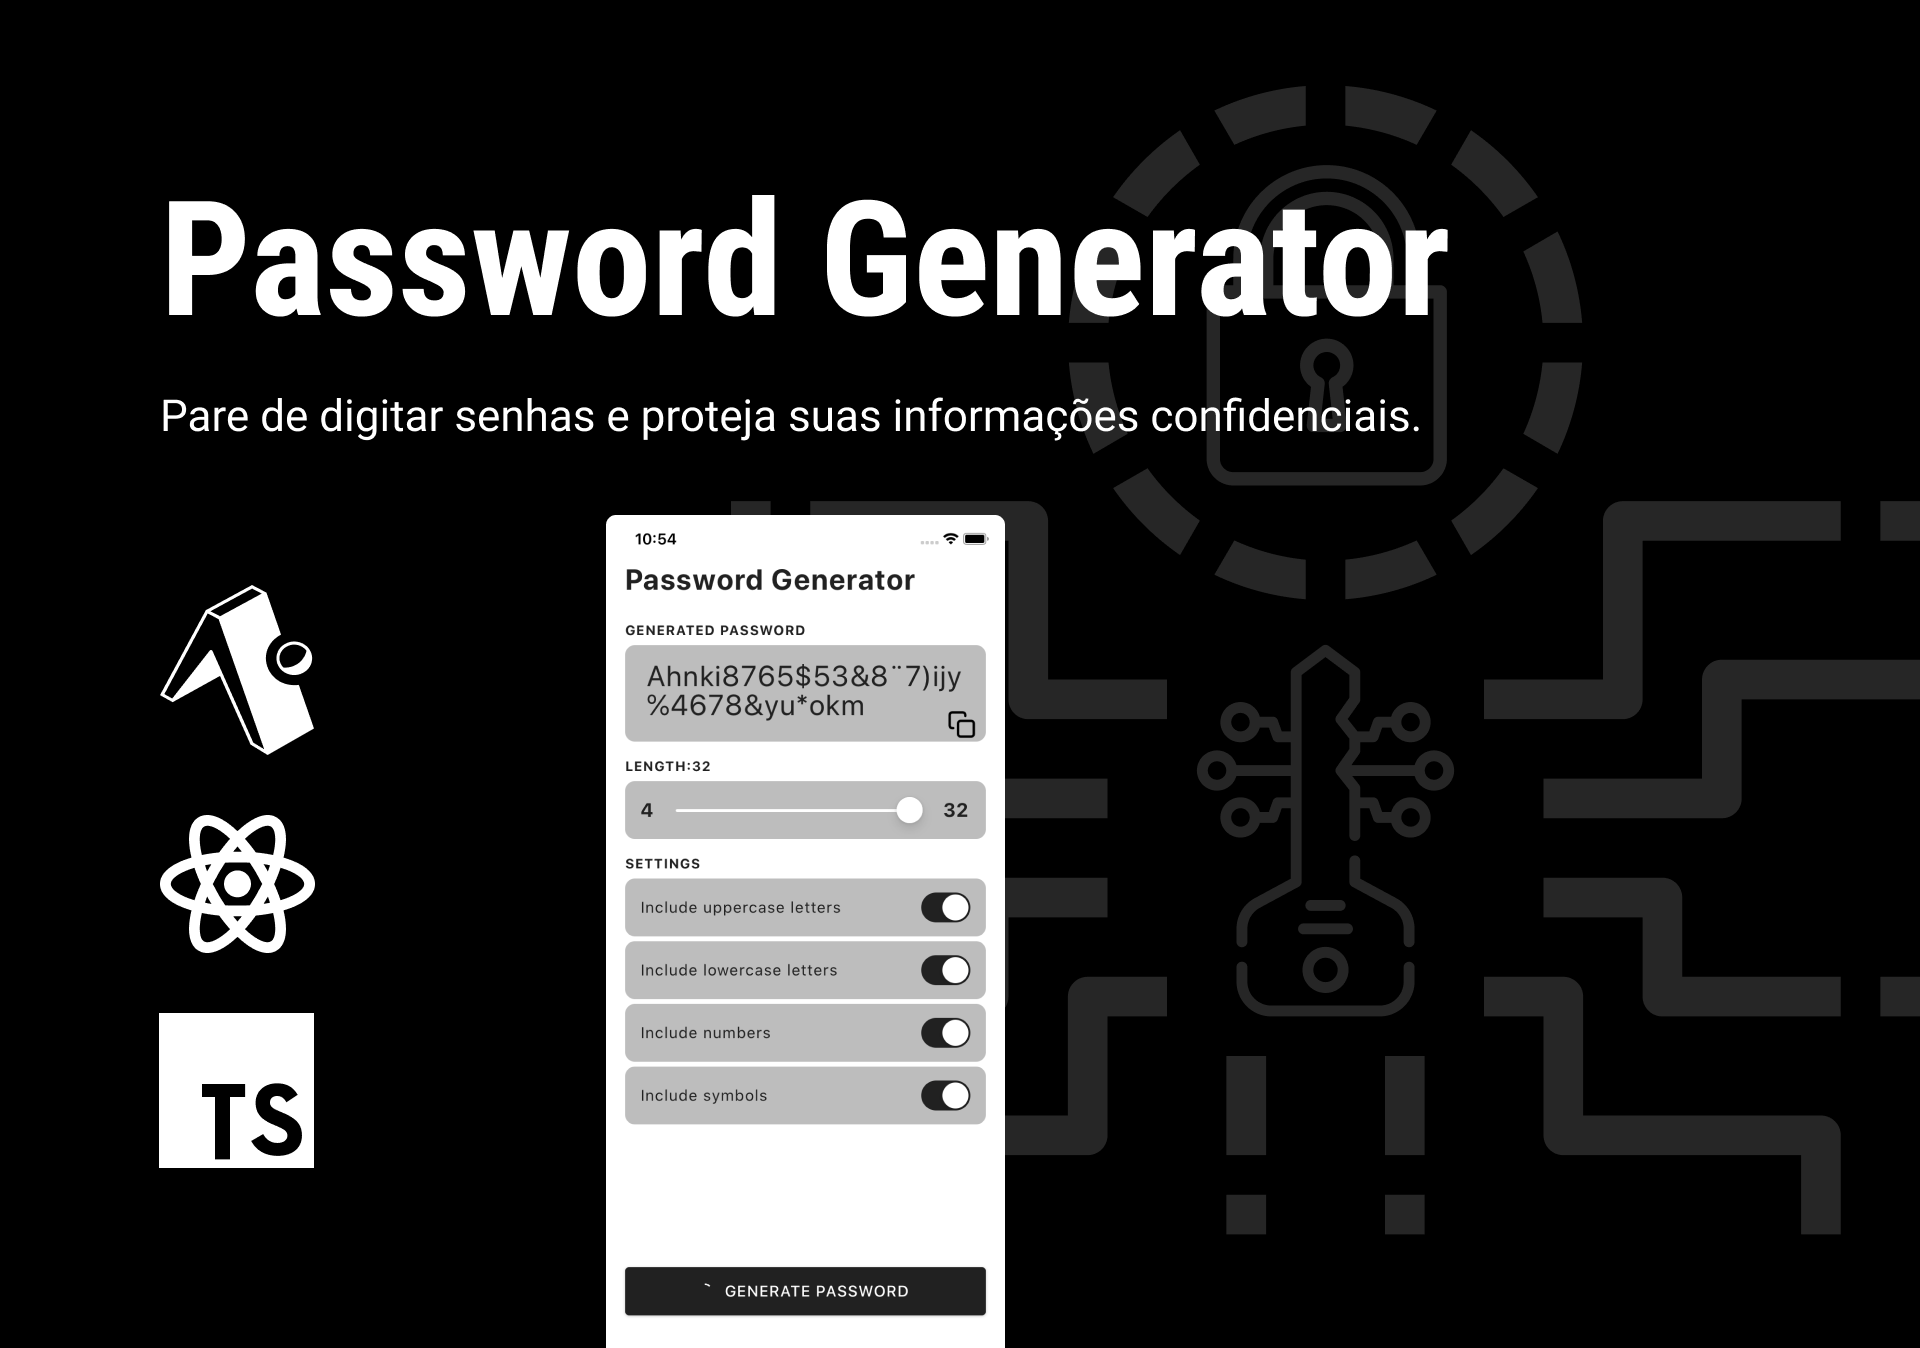 Password Generator
Pare de digitar senhas e proteja suas informações confidenciais.
10:54
Password Generator
GENERATED PASSWORD
Ahnki8765$53&8¨7)ijy
%4678&yu*okm
LENGTH:32
4 32
SETTINGS
Include uppercase letters
Include lowercase letters
Include numbers
Include symbols
GENERATE PASSWORD
TS